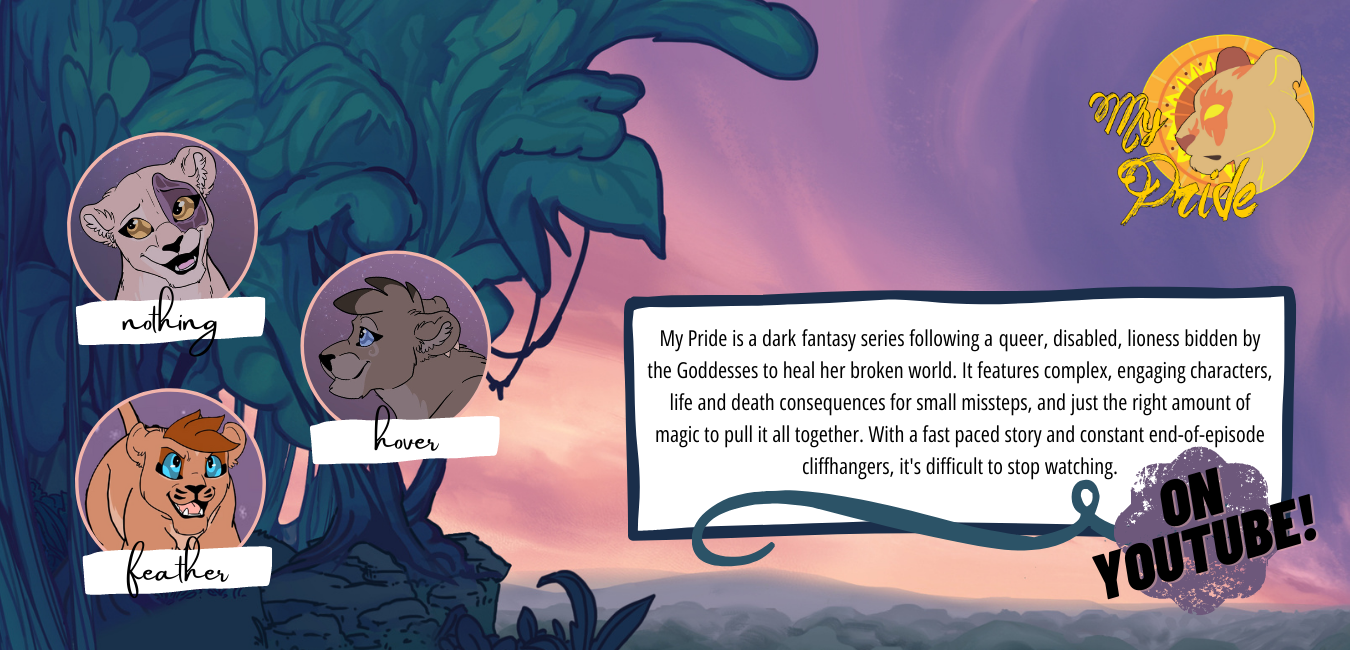 My
Pride
nothing
hover
feather
My Pride is a dark fantasy series following a queer, disabled, lioness bidden by
the Goddesses to heal her broken world. It features complex, engaging characters,
life and death consequences for small missteps, and just the right amount of
magic to pull it all together. With a fast paced story and constant end-of-episode
cliffhangers, it's difficult to stop watching.
ON
YOUTUBE!